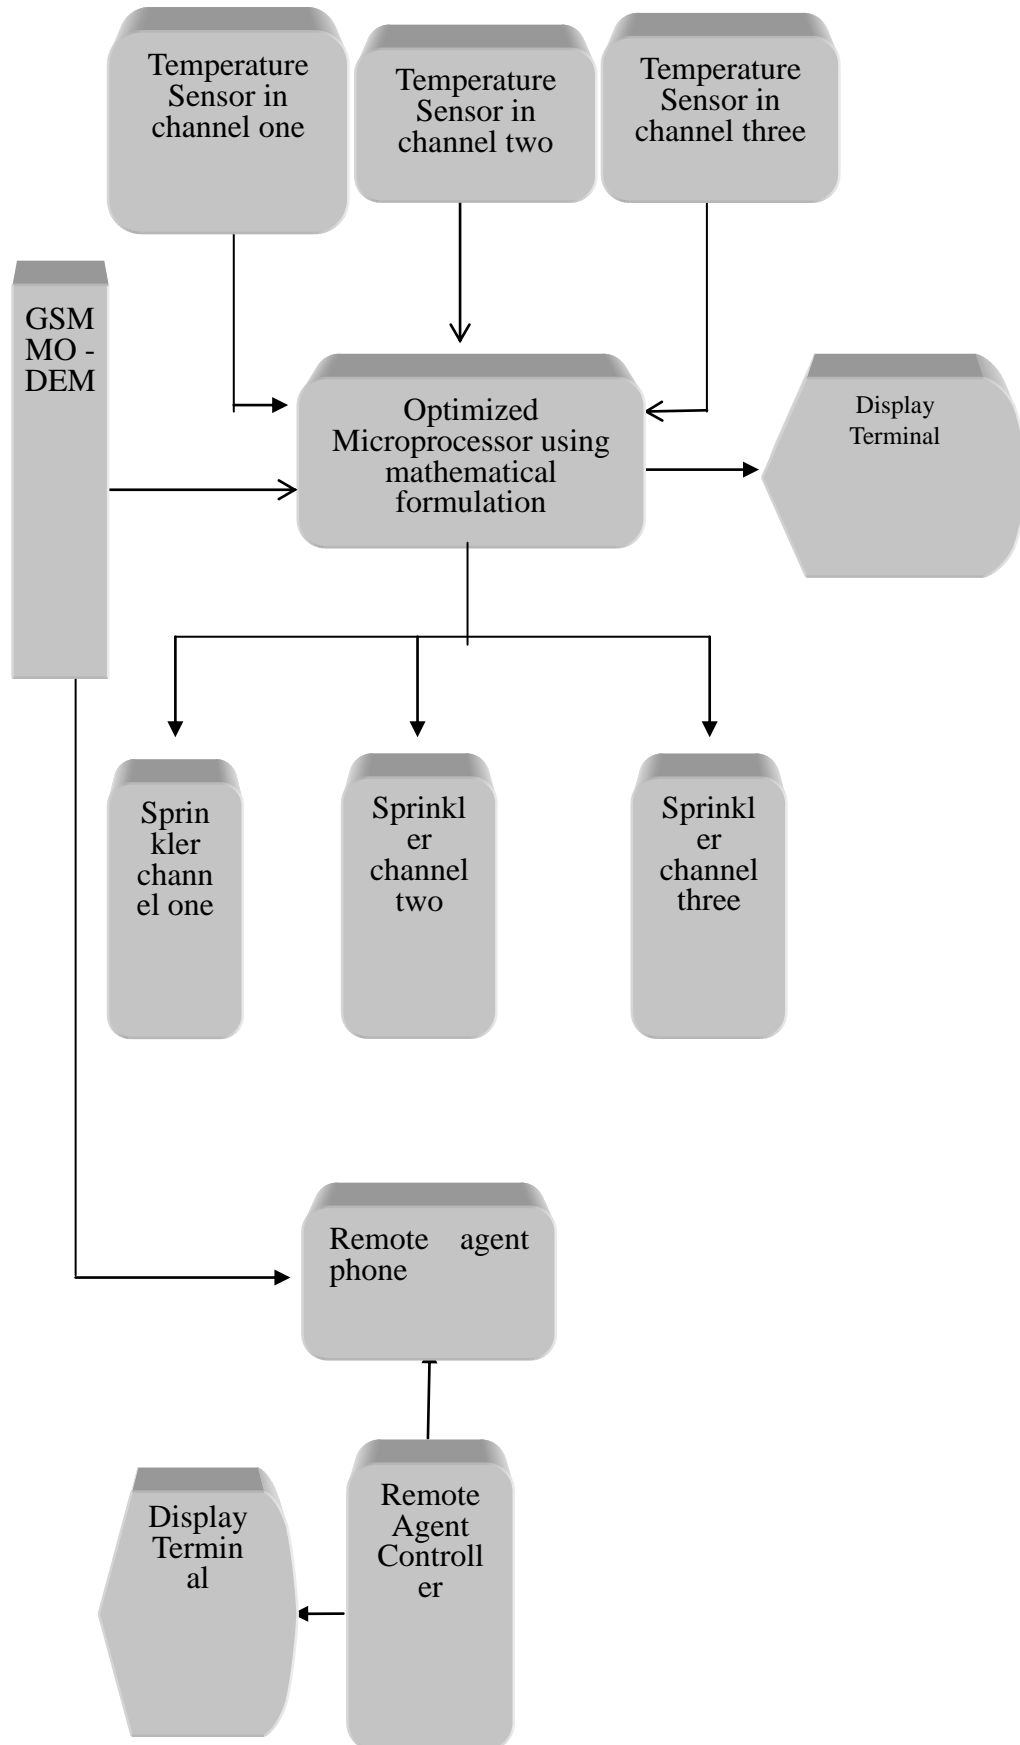 Temperature
Sensor in
channel one
Temperature
Sensor in
channel two
Temperature
Sensor in
channel three
GSM
MO -
DEM
Optimized
Microprocessor using
mathematical
formulation
Display
Terminal
Sprin
kler
chann
el one
Sprinkl
er
channel
two
Sprinkl
er
channel
three
Remote agent
phone
Display
Termin
al
Remote
Agent
Controll
er